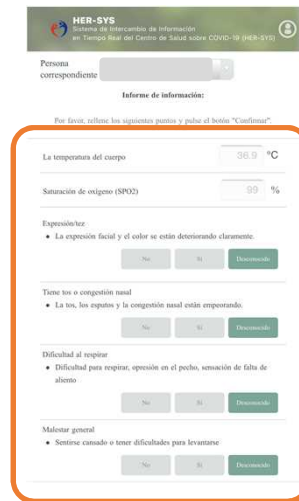 HER-SYS
Sistema de Intercambio de Información
en Tiempo Real del Centro de Salud sobre COVID-19 (HER-SYS)
Persona
correspondiente
Informe de información:
Por favor, rellene los siguientes puntos y pulse el botón "Confirmar".
La temperatura del cuerpo 36.9 °C
Saturación de oxígeno (SPO2) 99 %
Expresión/tez
• La expresión facial y el color se están deteriorando claramente.
No Sí Desconocido
Tiene tos o congestión nasal
• La tos, los esputos y la congestión nasal están empeorando.
No Sí Desconocido
Dificultad al respirar
• Dificultad para respirar, opresión en el pecho, sensación de falta de
aliento
No Sí Desconocido
Malestar general
• Sentirse cansado o tener dificultades para levantarse
No Sí Desconocido